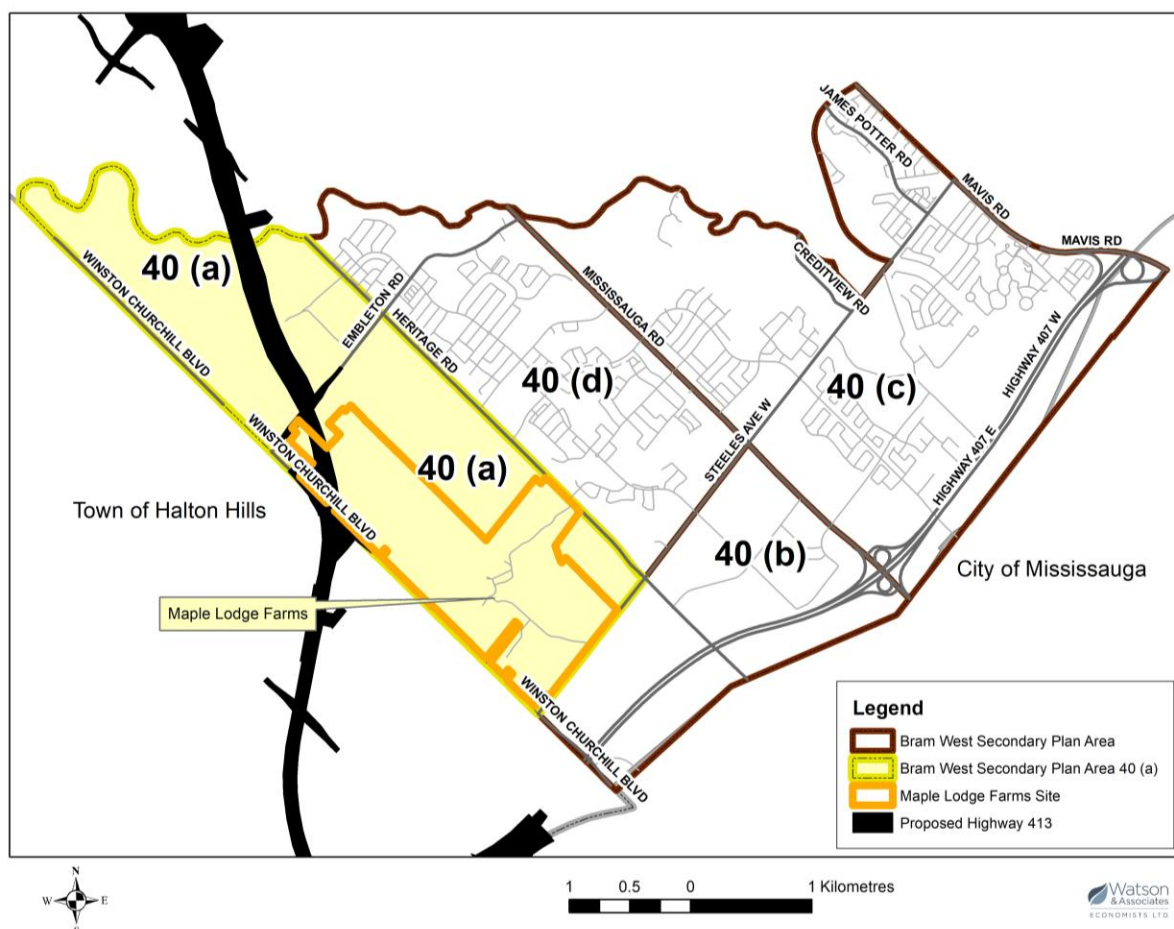 JAMES POTTER RD
MAVIS RD
MAVIS RD
40 (a)
WINSTON CHURCHILL BLVD
EMBLETON RD
HERITAGE RD
MISSISSAUGA RD
CREDITVIEW RD
40 (d)
40 (c)
HIGHWAY 407 W
HIGHWAY 407 E
STEELES AVE W
40 (a)
WINSTON CHURCHILL BLVD
Town of Halton Hills
40 (b)
City of Mississauga
Maple Lodge Farms
WINSTON CHURCHILL BLVD
Legend
Bram West Secondary Plan Area
Bram West Secondary Plan Area 40 (a)
Maple Lodge Farms Site
Proposed Highway 413
N
W
E
S
1 0.5 0 1 Kilometres
Watson
& Associates
ECONOMISTS LTD.